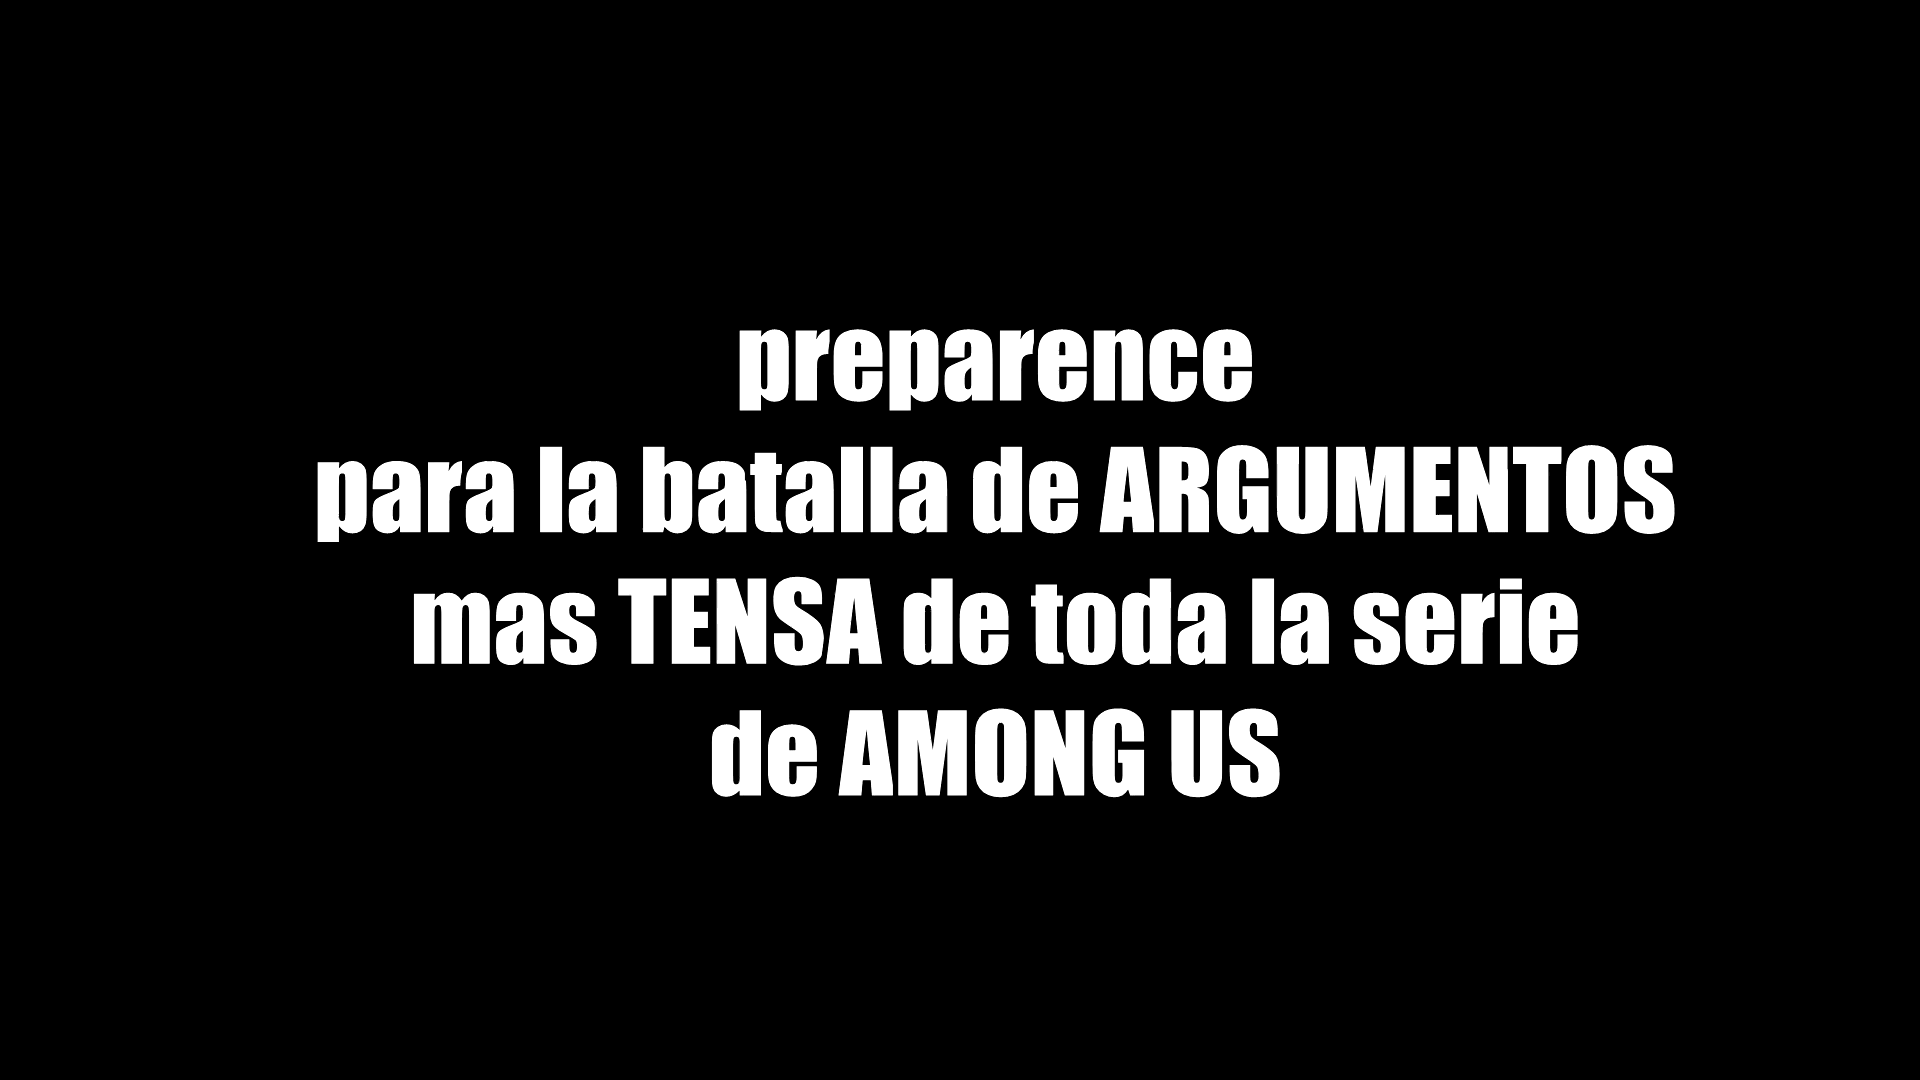 preparence
para la batalla de ARGUMENTOS
mas TENSA de toda la serie
de AMONG US